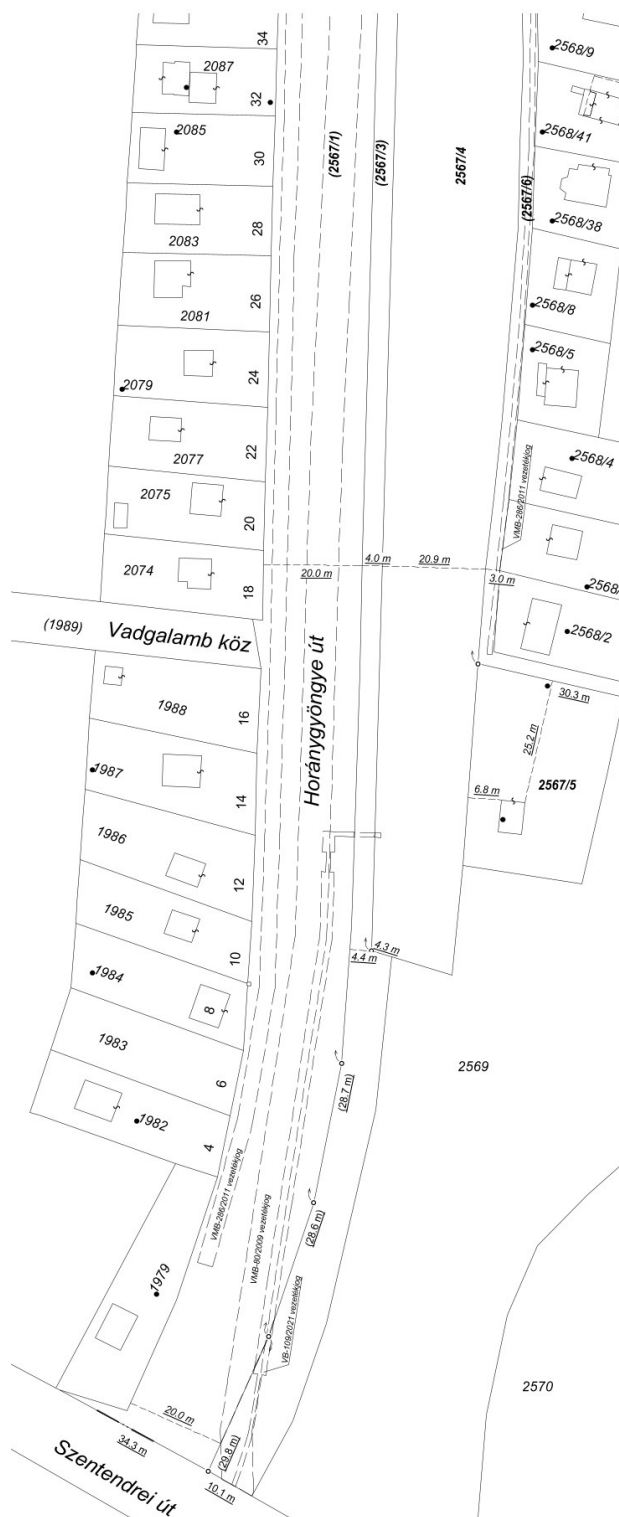 34
2568/9
2087
32
2568/41
2085
30
(2567/1)
(2567/3)
2567/4
(2567/6)
2568/38
28
2083
26
2568/8
2081
2568/5
24
2079
22
2568/4
2077
VMB-286/2011 vezetékjog
2075
20
4.0 m
20.9 m
20.0 m
3.0 m
2074
18
2568/2
(1989)
Vadgalamb köz
Horánygyöngye út
30.3 m
1988
16
25.2 m
6.8 m
2567/5
1987
14
1986
12
1985
10
4.3 m
4.4 m
1984
8
1983
6
2569
(28.7 m)
1982
4
VMB-286/2011 vezetékjog
VMB-80/2009 vezetékjog
(28.6 m)
1979
VB-109/2021 vezetékjog
2570
20.0 m
34.3 m
(29.8 m)
Szentendrei út
10.1 m